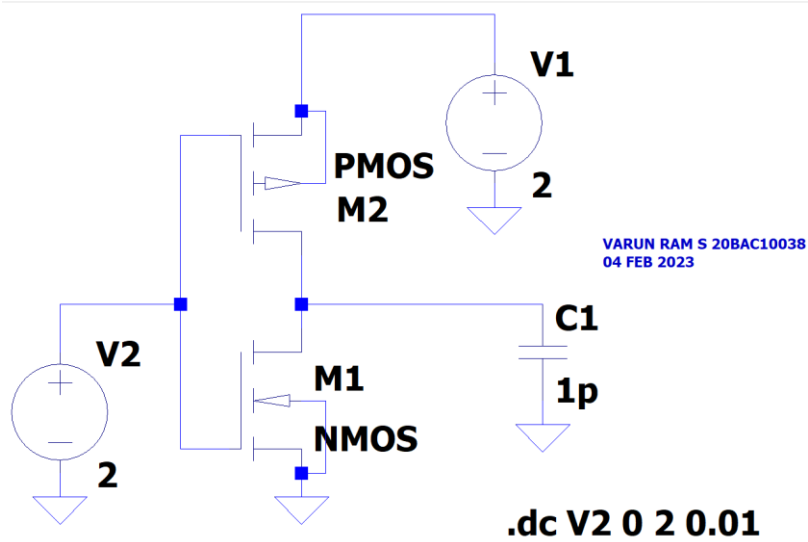 V1
PMOS
M2
2
VARUN RAM S 20BAC10038
04 FEB 2023
C1
V2
M1
1p
NMOS
2
.dc V2 0 2 0.01